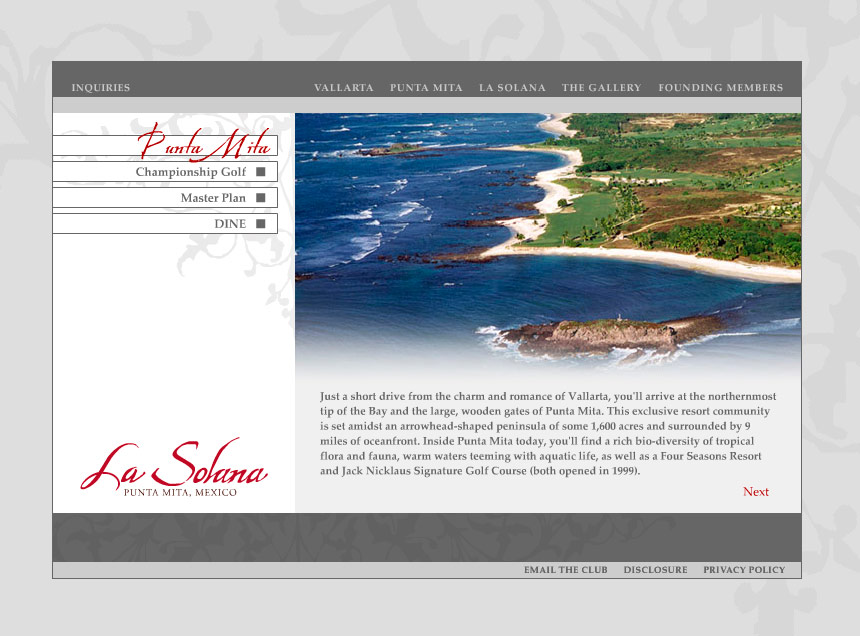 INQUIRIES
VALLARTA PUNTA MITA LA SOLANA THE GALLERY FOUNDING MEMBERS
Punta Mita
Championship Golf
Master Plan
DINE
Just a short drive from the charm and romance of Vallarta, you'll arrive at the northernmost
tip of the Bay and the large, wooden gates of Punta Mita. This exclusive resort community
is set amidst an arrowhead-shaped peninsula of some 1,600 acres and surrounded by 9
miles of oceanfront. Inside Punta Mita today, you'll find a rich bio-diversity of tropical
flora and fauna, warm waters teeming with aquatic life, as well as a Four Seasons Resort
and Jack Nicklaus Signature Golf Course (both opened in 1999).
Next
La Solana
PUNTA MITA, MEXICO
EMAIL THE CLUB DISCLOSURE PRIVACY POLICY